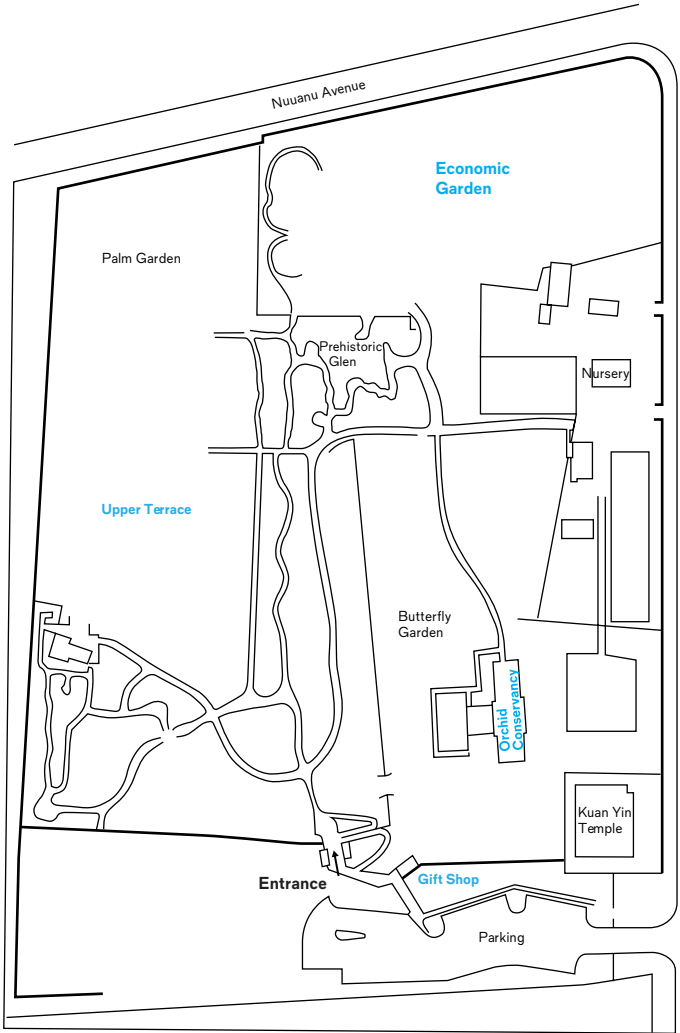 Nuuanu Avenue
Economic
Garden
Palm Garden
Prehistoric
Glen
Nursery
Upper Terrace
Butterfly
Garden
Orchid
Conservancy
Kuan Yin
Temple
Entrance
Gift Shop
Parking